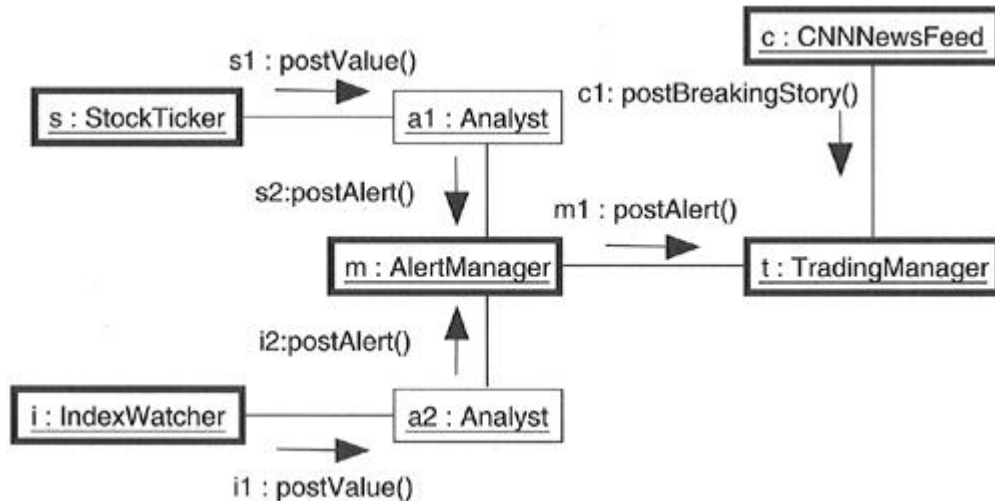 c : CNNNewsFeed
s1 : postValue()
c1: postBreakingStory()
s : StockTicker
a1 : Analyst
s2:postAlert()
m1 : postAlert()
m : AlertManager
t : TradingManager
i2:postAlert()
i : IndexWatcher
a2 : Analyst
i1 : postValue()